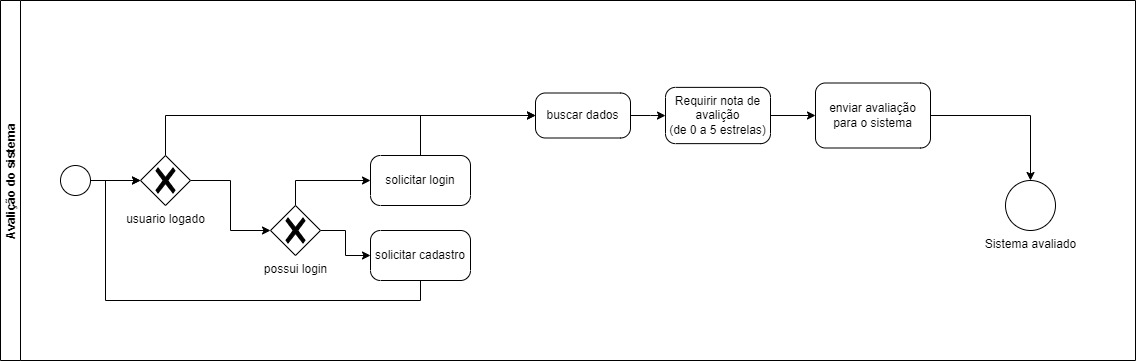 Avalição do sistema
usuario logado
possui login
solicitar login
solicitar cadastro
buscar dados
Requirir nota de
avalição
(de 0 a 5 estrelas)
enviar avaliação
para o sistema
Sistema avaliado